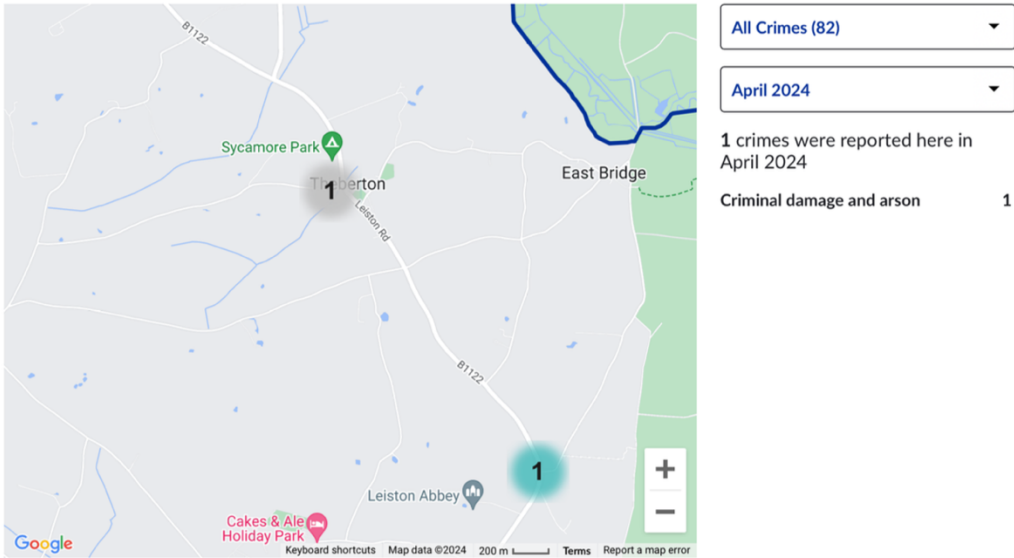 B1122
Sycamore Park
Theberton
1
East Bridge
Leiston Rd
B1122
1
Leiston Abbey
Cakes & Ale
Holiday Park
+
−
Google
Keyboard shortcuts Map data ©2024 200 m Terms Report a map error
All Crimes (82)
April 2024
1 crimes were reported here in
April 2024
Criminal damage and arson 1